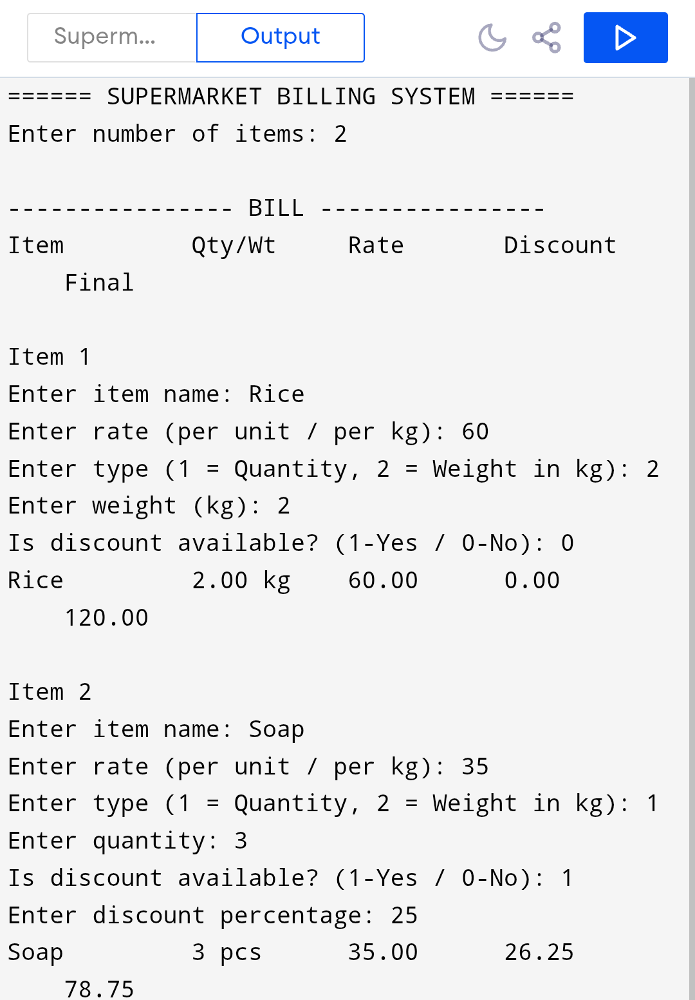 Superm...
Output
====== SUPERMARKET BILLING SYSTEM ======
Enter number of items: 2
---------------- BILL ----------------
Item         Qty/Wt     Rate       Discount
    Final
Item 1
Enter item name: Rice
Enter rate (per unit / per kg): 60
Enter type (1 = Quantity, 2 = Weight in kg): 2
Enter weight (kg): 2
Is discount available? (1-Yes / 0-No): 0
Rice         2.00 kg    60.00      0.00
    120.00
Item 2
Enter item name: Soap
Enter rate (per unit / per kg): 35
Enter type (1 = Quantity, 2 = Weight in kg): 1
Enter quantity: 3
Is discount available? (1-Yes / 0-No): 1
Enter discount percentage: 25
Soap         3 pcs      35.00      26.25
    78.75